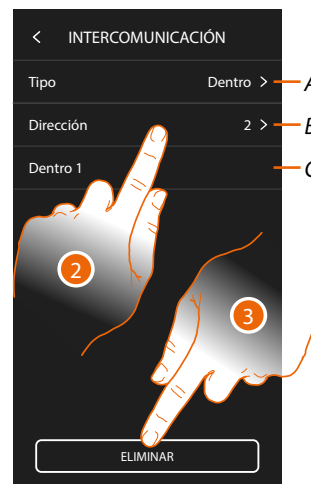 < INTERCOMUNICACIÓN
Tipo Dentro > A
Dirección 2 > B
Dentro 1 C
2
3
ELIMINAR